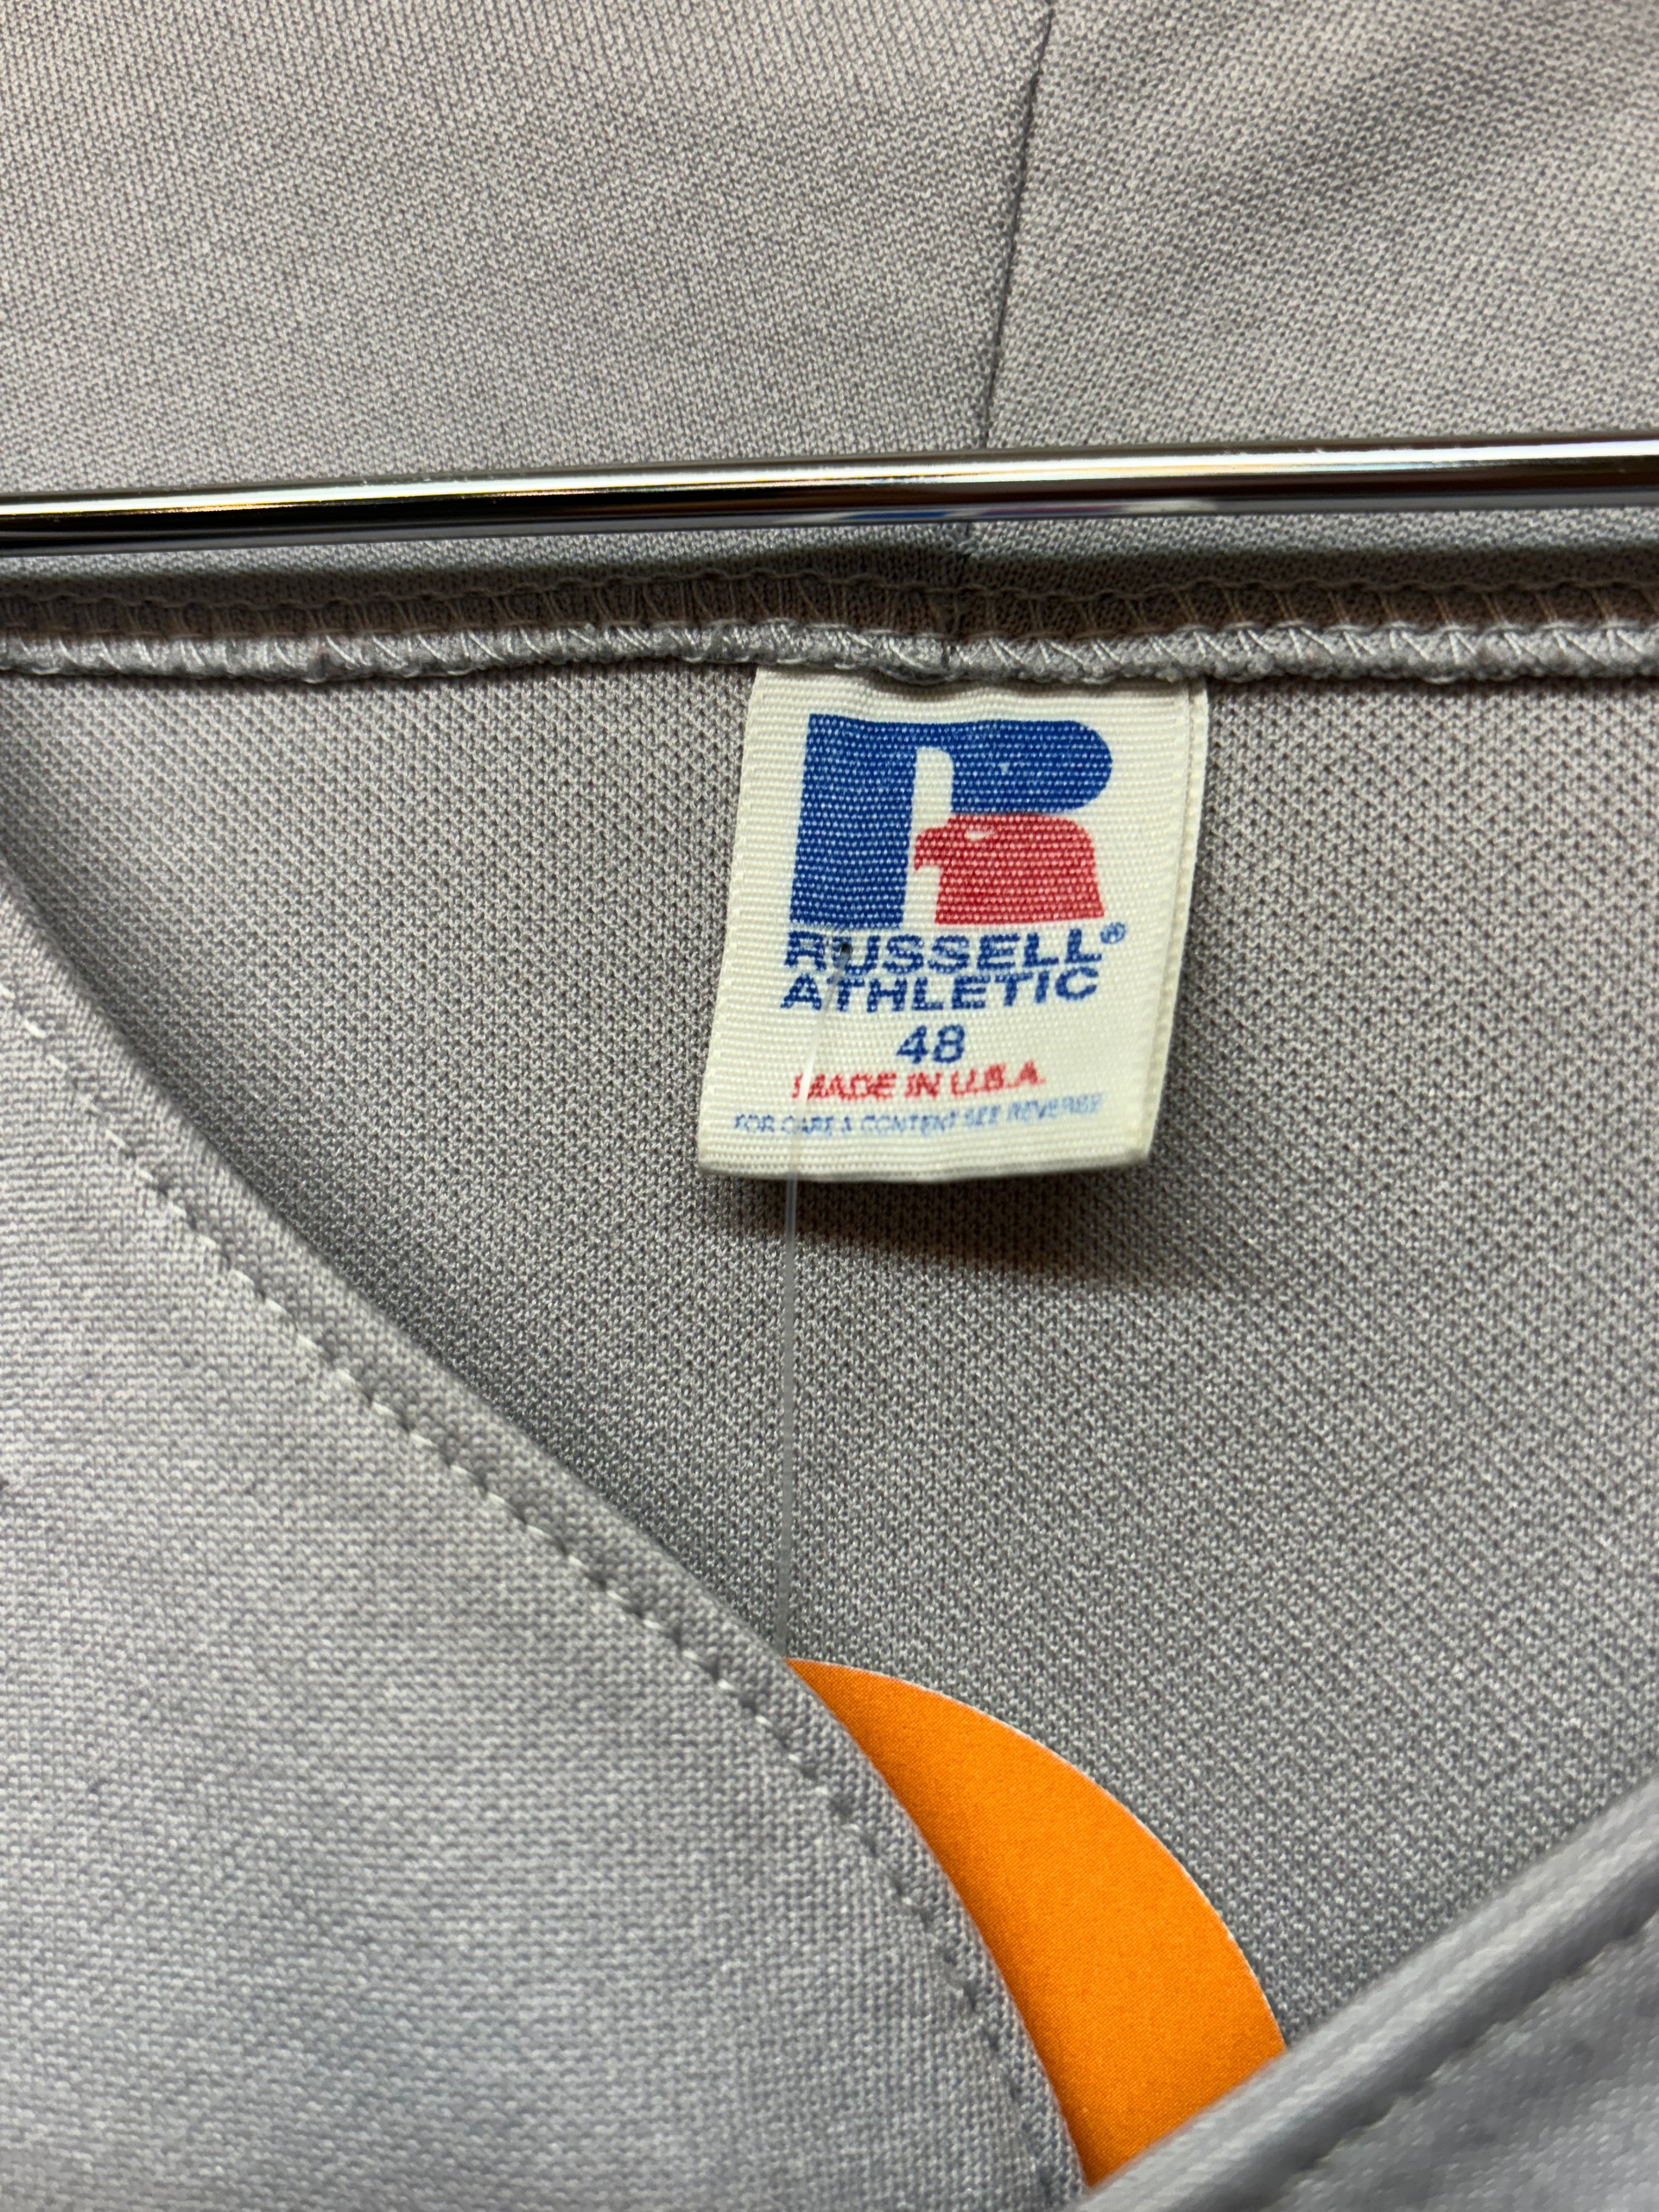 R
RUSSELL®
ATHLETIC
48
MADE IN U.S.A.
FOR CARE & CONTENT SEE REVERSE